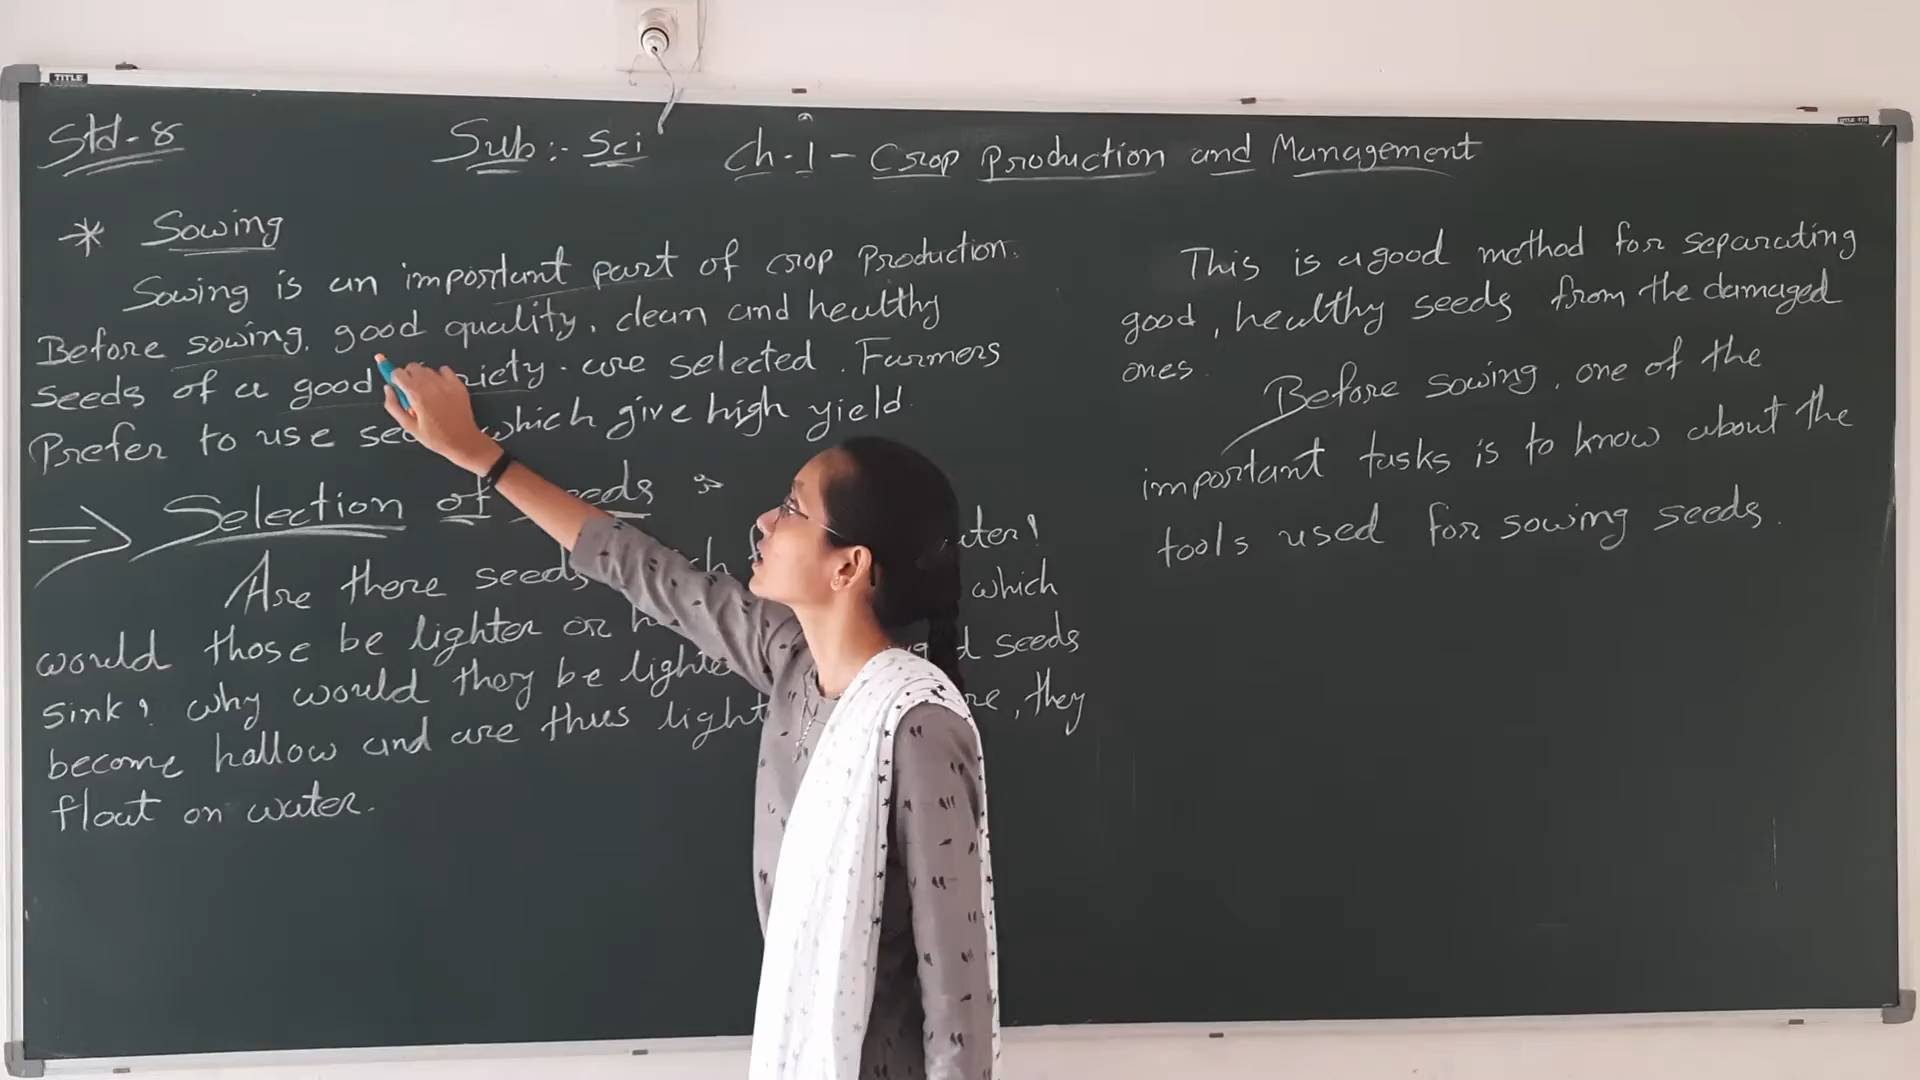 TITLE
Std-8
Sub:- Sci
Ch-1 - Crop Production and Management
* Sowing
Sowing is an important part of crop Production.
Before sowing, good quality, clean and healthy
seeds of a good are selected. Farmers
Prefer to use which give high yield.
⇒ Selection of
Are there seeds
would those be lighter or which
sink? why would they be seeds
become hallow and are thus they
float on water.
This is a good method for separating
good, healthy seeds from the damaged
ones.
Before sowing, one of the
important tasks is to know about the
tools used for sowing seeds.